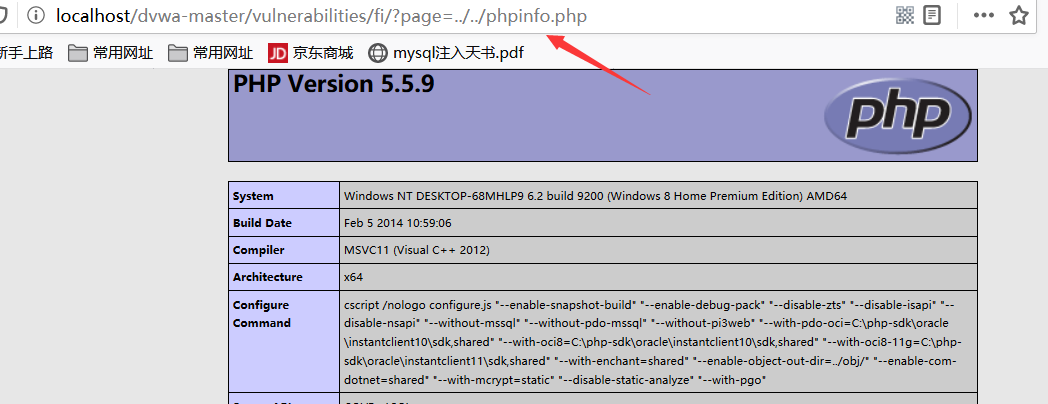 localhost/dvwa-master/vulnerabilities/fi/?page=../../phpinfo.php
新手上路 常用网址 常用网址 JD 京东商城 mysql注入天书.pdf
PHP Version 5.5.9
php
System Windows NT DESKTOP-68MHLP9 6.2 build 9200 (Windows 8 Home Premium Edition) AMD64
Build Date Feb 5 2014 10:59:06
Compiler MSVC11 (Visual C++ 2012)
Architecture x64
Configure Command cscript /nologo configure.js "--enable-snapshot-build" "--enable-debug-pack" "--disable-zts" "--disable-isapi" "--
disable-nsapi" "--without-mssql" "--without-pdo-mssql" "--without-pi3web" "--with-pdo-oci=C:\php-sdk\oracle
\instantclient10\sdk,shared" "--with-oci8=C:\php-sdk\oracle\instantclient10\sdk,shared" "--with-oci8-11g=C:\php-
sdk\oracle\instantclient11\sdk,shared" "--with-enchant=shared" "--enable-object-out-dir=../obj/" "--enable-com-
dotnet=shared" "--with-mcrypt=static" "--disable-static-analyze" "--with-pgo"